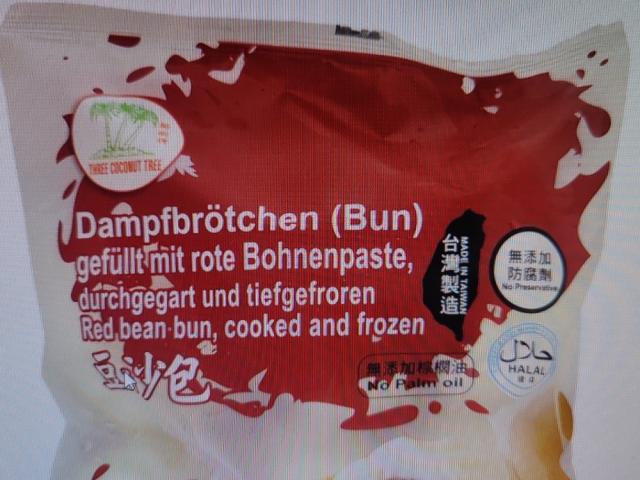 THREE COCONUT TREE
Dampfbrötchen (Bun)
gefüllt mit rote Bohnenpaste,
durchgegart und tiefgefroren
Red bean bun, cooked and frozen
豆沙包
台灣製造
MADE IN TAIWAN
無添加
防腐劑
No Preservative
無添加棕櫚油
No Palm oil
حلال
HALAL